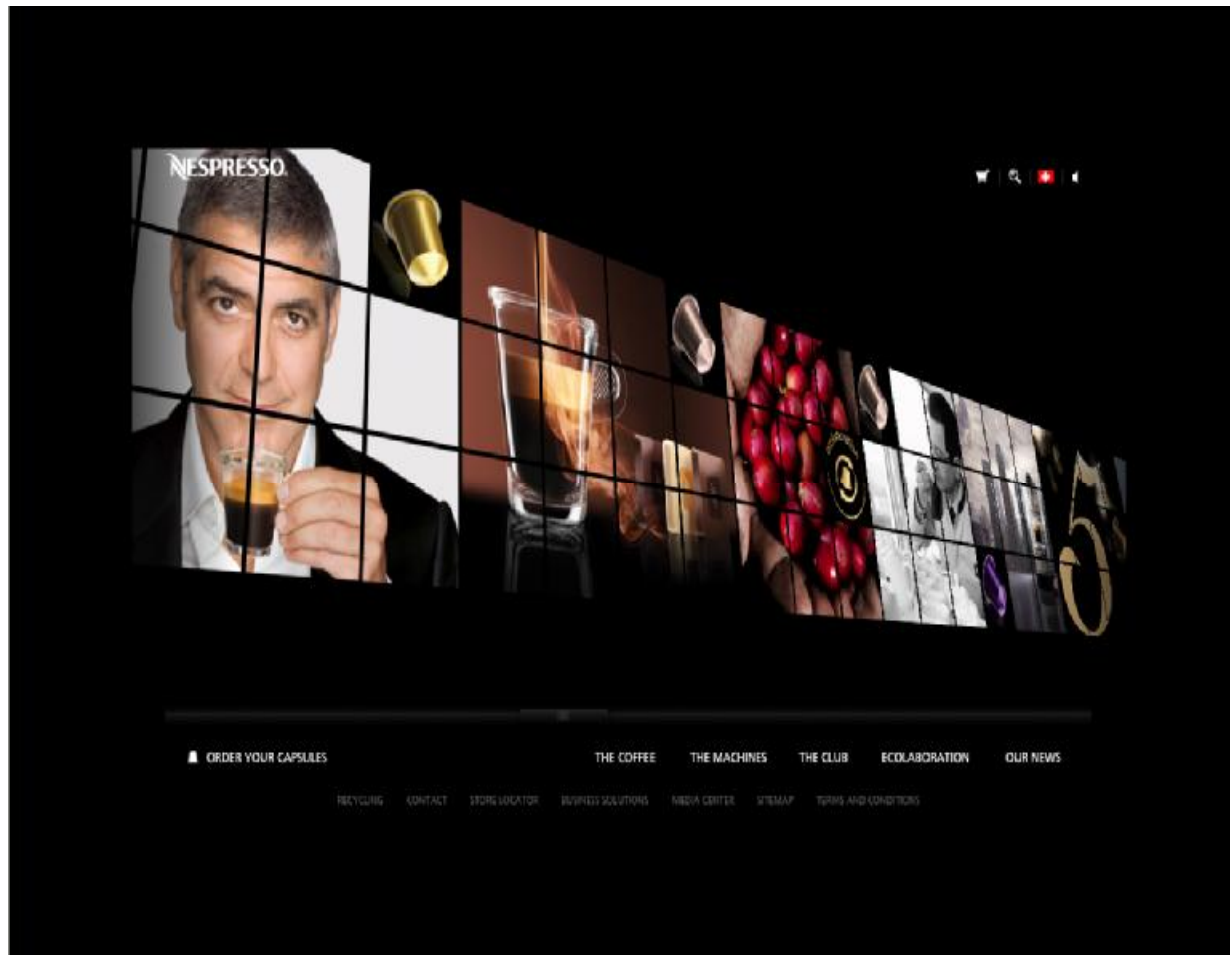 NESPRESSO.
5
ORDER YOUR CAPSULES THE COFFEE THE MACHINES THE CLUB ECOLABORATION OUR NEWS
RECYCLING CONTACT STORE LOCATOR BUSINESS SOLUTIONS MEDIA CENTER SITEMAP TERMS AND CONDITIONS